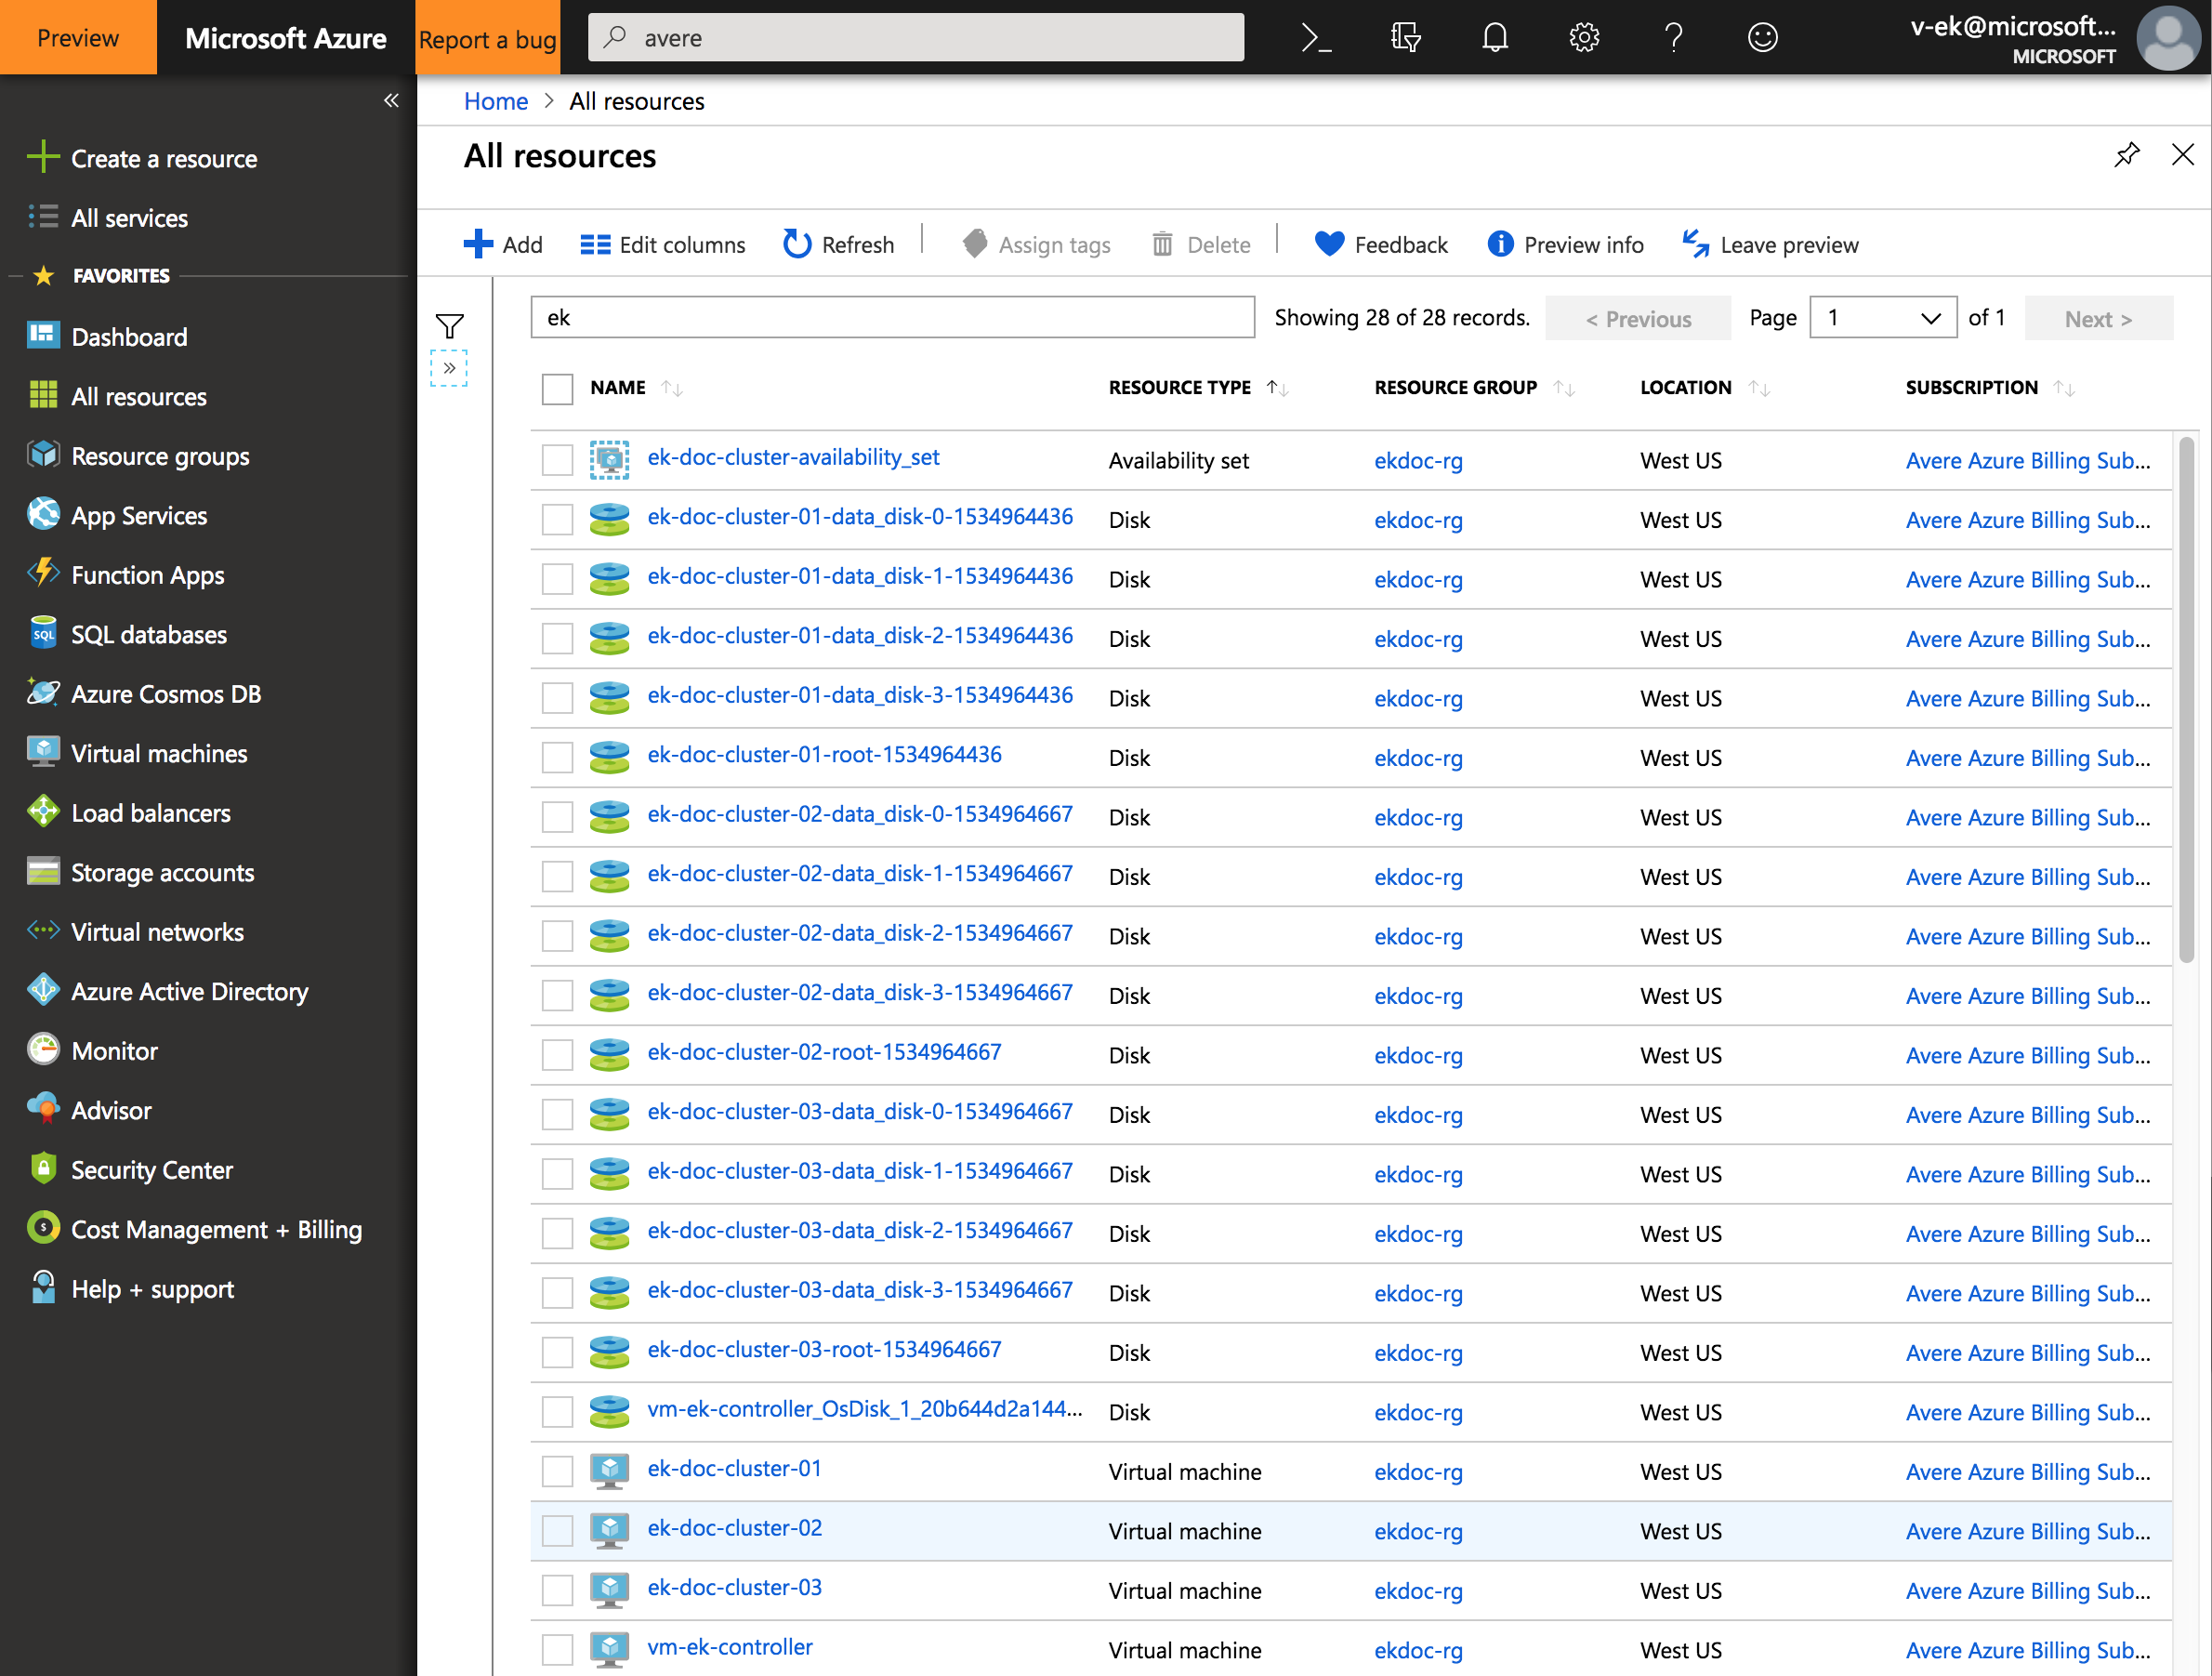 Preview
Microsoft Azure
Report a bug
avere
v-ek@microsoft...
MICROSOFT
«
Create a resource
All services
FAVORITES
Dashboard
All resources
Resource groups
App Services
Function Apps
SQL databases
Azure Cosmos DB
Virtual machines
Load balancers
Storage accounts
Virtual networks
Azure Active Directory
Monitor
Advisor
Security Center
Cost Management + Billing
Help + support
Home > All resources
All resources
Add Edit columns Refresh Assign tags Delete Feedback Preview info Leave preview
»
ek Showing 28 of 28 records. < Previous Page 1 of 1 Next >
NAME RESOURCE TYPE RESOURCE GROUP LOCATION SUBSCRIPTION
ek-doc-cluster-availability_set Availability set ekdoc-rg West US Avere Azure Billing Sub...
ek-doc-cluster-01-data_disk-0-1534964436 Disk ekdoc-rg West US Avere Azure Billing Sub...
ek-doc-cluster-01-data_disk-1-1534964436 Disk ekdoc-rg West US Avere Azure Billing Sub...
ek-doc-cluster-01-data_disk-2-1534964436 Disk ekdoc-rg West US Avere Azure Billing Sub...
ek-doc-cluster-01-data_disk-3-1534964436 Disk ekdoc-rg West US Avere Azure Billing Sub...
ek-doc-cluster-01-root-1534964436 Disk ekdoc-rg West US Avere Azure Billing Sub...
ek-doc-cluster-02-data_disk-0-1534964667 Disk ekdoc-rg West US Avere Azure Billing Sub...
ek-doc-cluster-02-data_disk-1-1534964667 Disk ekdoc-rg West US Avere Azure Billing Sub...
ek-doc-cluster-02-data_disk-2-1534964667 Disk ekdoc-rg West US Avere Azure Billing Sub...
ek-doc-cluster-02-data_disk-3-1534964667 Disk ekdoc-rg West US Avere Azure Billing Sub...
ek-doc-cluster-02-root-1534964667 Disk ekdoc-rg West US Avere Azure Billing Sub...
ek-doc-cluster-03-data_disk-0-1534964667 Disk ekdoc-rg West US Avere Azure Billing Sub...
ek-doc-cluster-03-data_disk-1-1534964667 Disk ekdoc-rg West US Avere Azure Billing Sub...
ek-doc-cluster-03-data_disk-2-1534964667 Disk ekdoc-rg West US Avere Azure Billing Sub...
ek-doc-cluster-03-data_disk-3-1534964667 Disk ekdoc-rg West US Avere Azure Billing Sub...
ek-doc-cluster-03-root-1534964667 Disk ekdoc-rg West US Avere Azure Billing Sub...
vm-ek-controller_OsDisk_1_20b644d2a144... Disk ekdoc-rg West US Avere Azure Billing Sub...
ek-doc-cluster-01 Virtual machine ekdoc-rg West US Avere Azure Billing Sub...
ek-doc-cluster-02 Virtual machine ekdoc-rg West US Avere Azure Billing Sub...
ek-doc-cluster-03 Virtual machine ekdoc-rg West US Avere Azure Billing Sub...
vm-ek-controller Virtual machine ekdoc-rg West US Avere Azure Billing Sub...